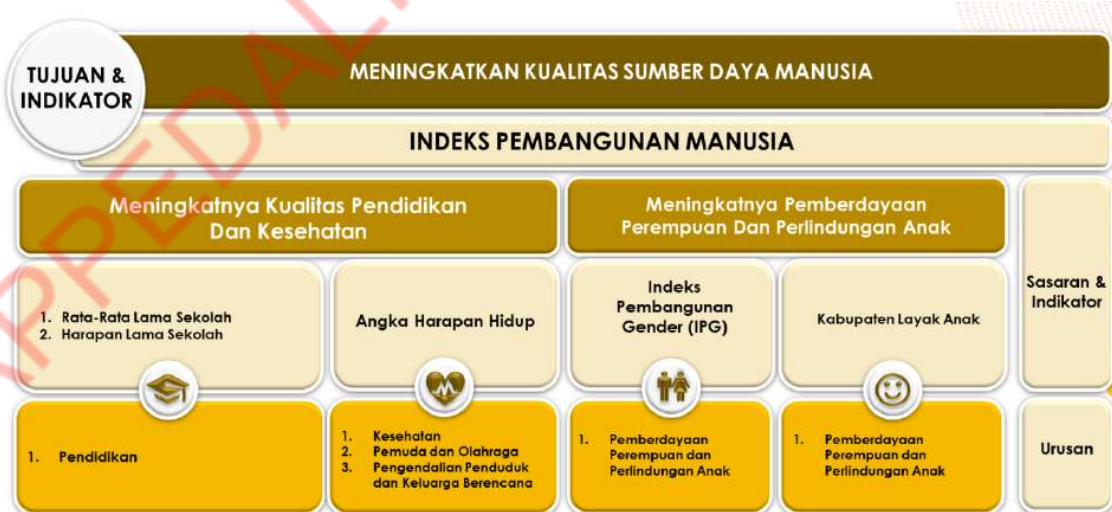 TUJUAN &
INDIKATOR
MENINGKATKAN KUALITAS SUMBER DAYA MANUSIA
INDEKS PEMBANGUNAN MANUSIA
Meningkatnya Kualitas Pendidikan
Dan Kesehatan
Meningkatnya Pemberdayaan
Perempuan Dan Perlindungan Anak
1. Rata-Rata Lama Sekolah
2. Harapan Lama Sekolah
Angka Harapan Hidup
Indeks
Pembangunan
Gender (IPG)
Kabupaten Layak Anak
Sasaran &
Indikator
1. Pendidikan
1. Kesehatan
2. Pemuda dan Olahraga
3. Pengendalian Penduduk
dan Keluarga Berencana
1. Pemberdayaan
Perempuan dan
Perlindungan Anak
1. Pemberdayaan
Perempuan dan
Perlindungan Anak
Urusan